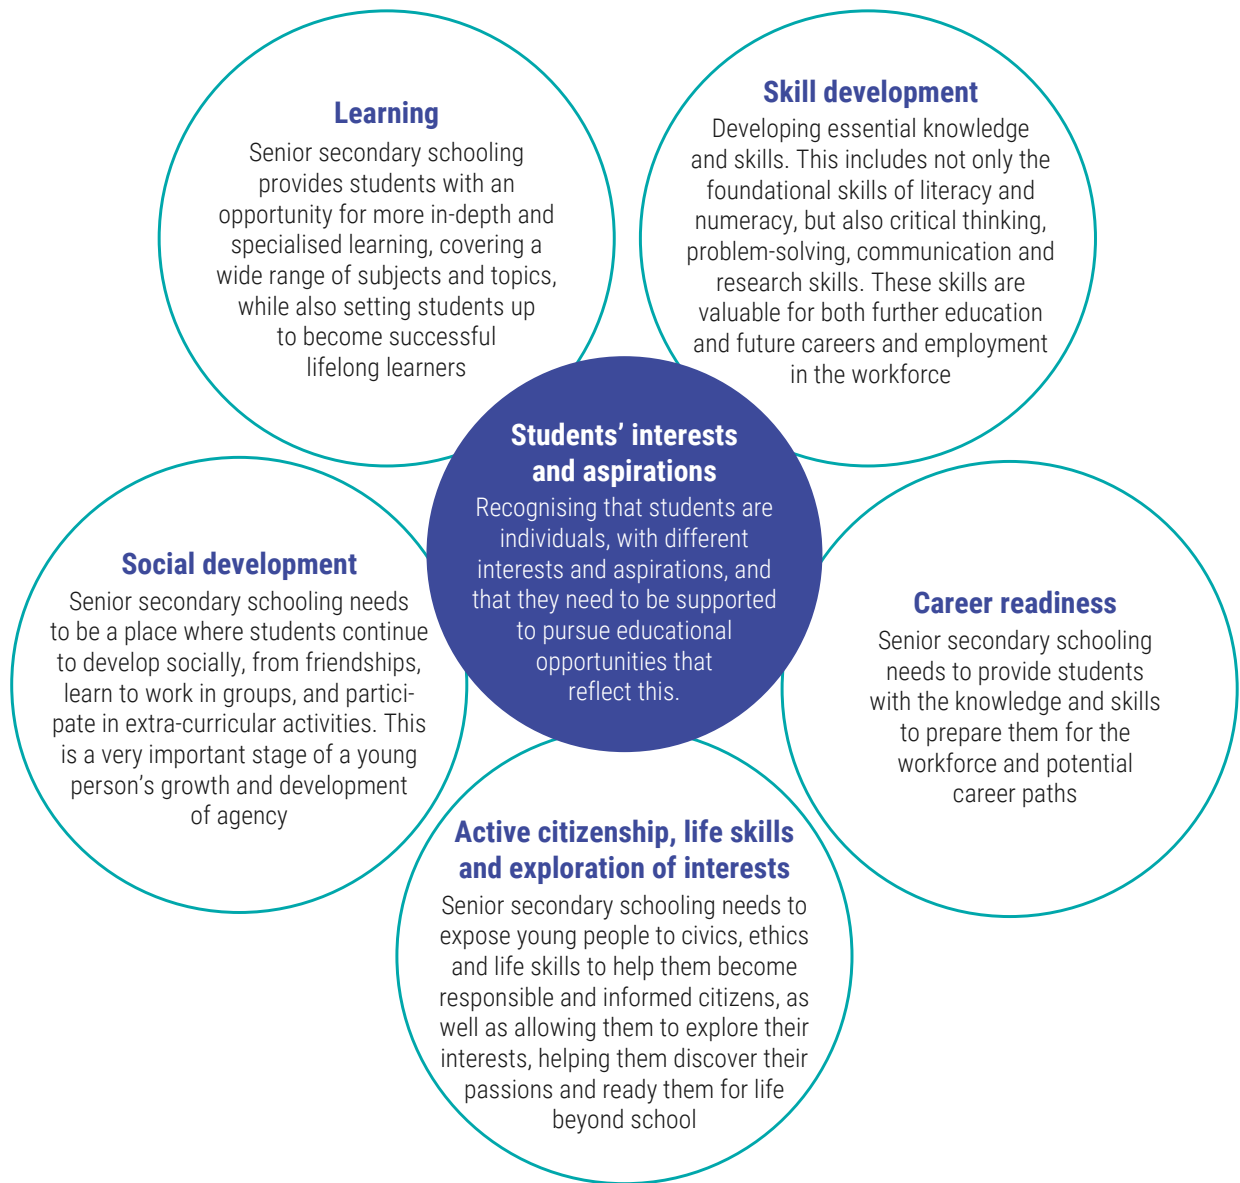 Learning
Senior secondary schooling
provides students with an
opportunity for more in-depth and
specialised learning, covering a
wide range of subjects and topics,
while also setting students up
to become successful
lifelong learners
Skill development
Developing essential knowledge
and skills. This includes not only the
foundational skills of literacy and
numeracy, but also critical thinking,
problem-solving, communication and
research skills. These skills are
valuable for both further education
and future careers and employment
in the workforce
Students’ interests
and aspirations
Recognising that students are
individuals, with different
interests and aspirations, and
that they need to be supported
to pursue educational
opportunities that
reflect this.
Social development
Senior secondary schooling needs
to be a place where students continue
to develop socially, from friendships,
learn to work in groups, and partici-
pate in extra-curricular activities. This
is a very important stage of a young
person’s growth and development
of agency
Career readiness
Senior secondary schooling
needs to provide students
with the knowledge and skills
to prepare them for the
workforce and potential
career paths
Active citizenship, life skills
and exploration of interests
Senior secondary schooling needs to
expose young people to civics, ethics
and life skills to help them become
responsible and informed citizens, as
well as allowing them to explore their
interests, helping them discover their
passions and ready them for life
beyond school